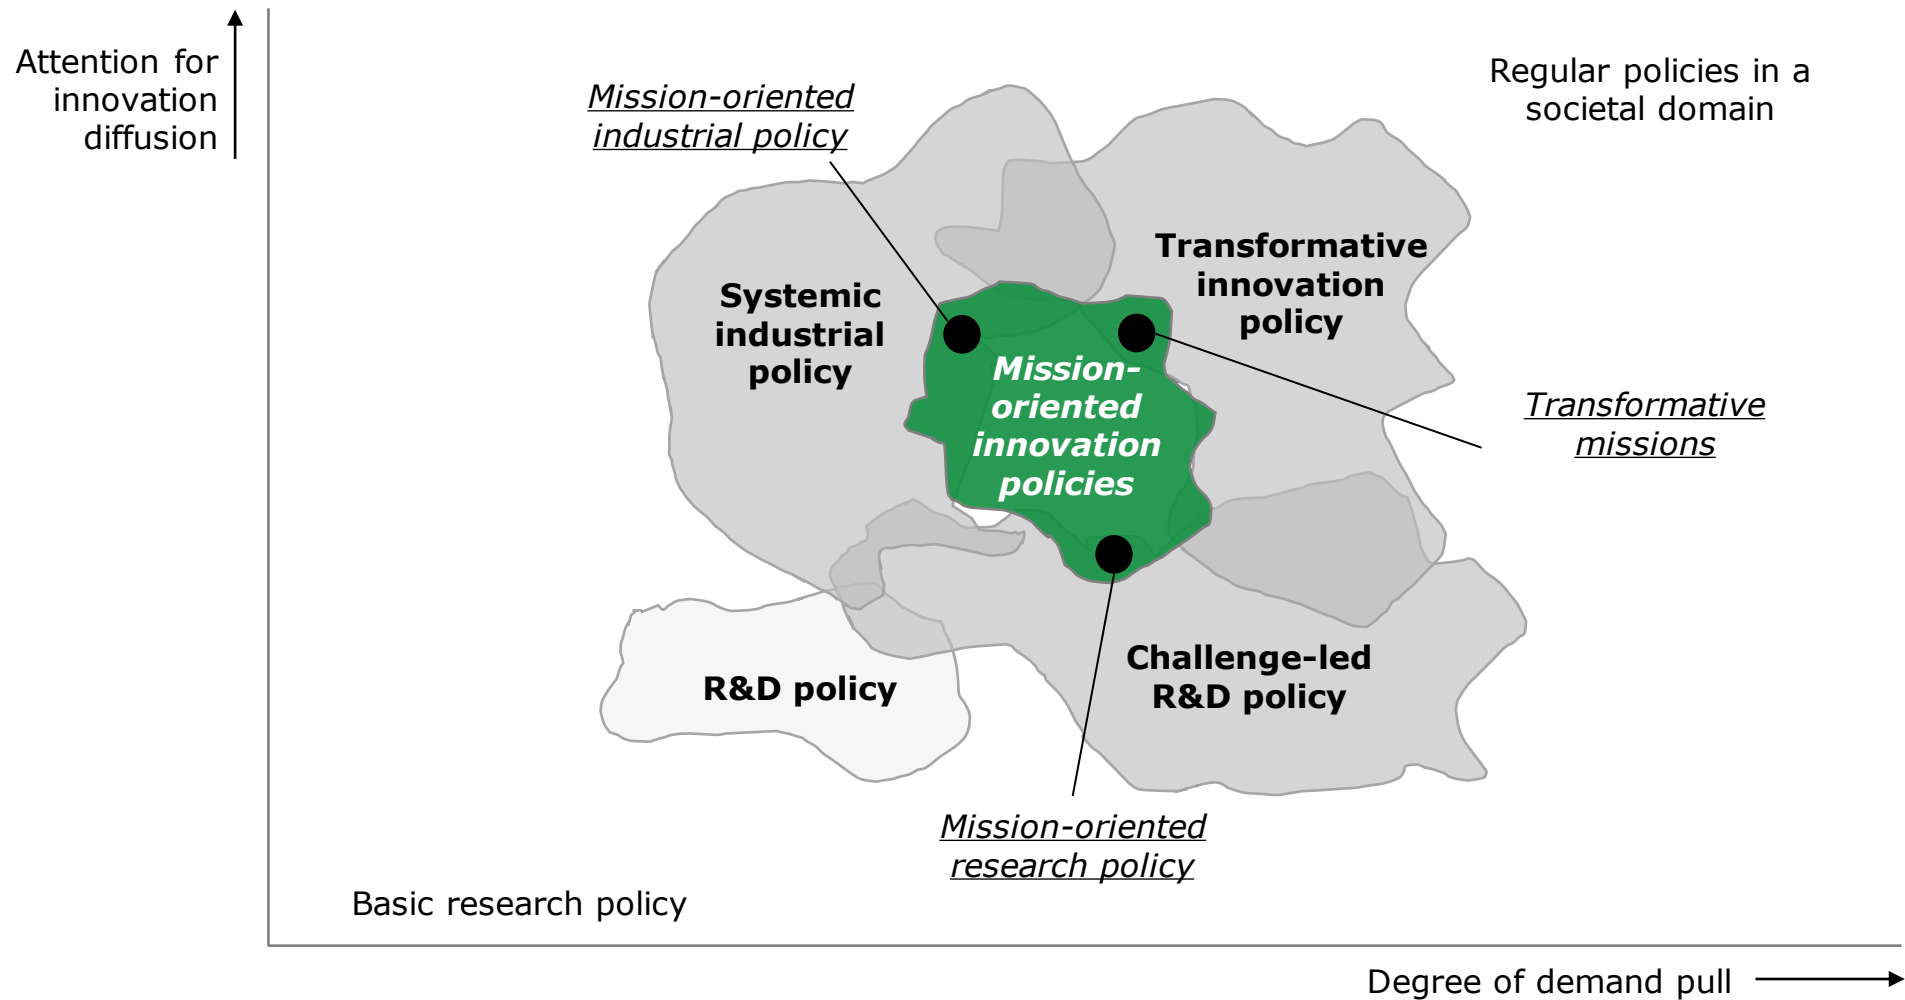 Attention for
innovation
diffusion
Mission-oriented
industrial policy
Regular policies in a
societal domain
Systemic
industrial
policy
Transformative
innovation
policy
Mission-
oriented
innovation
policies
Transformative
missions
R&D policy
Challenge-led
R&D policy
Mission-oriented
research policy
Basic research policy
Degree of demand pull